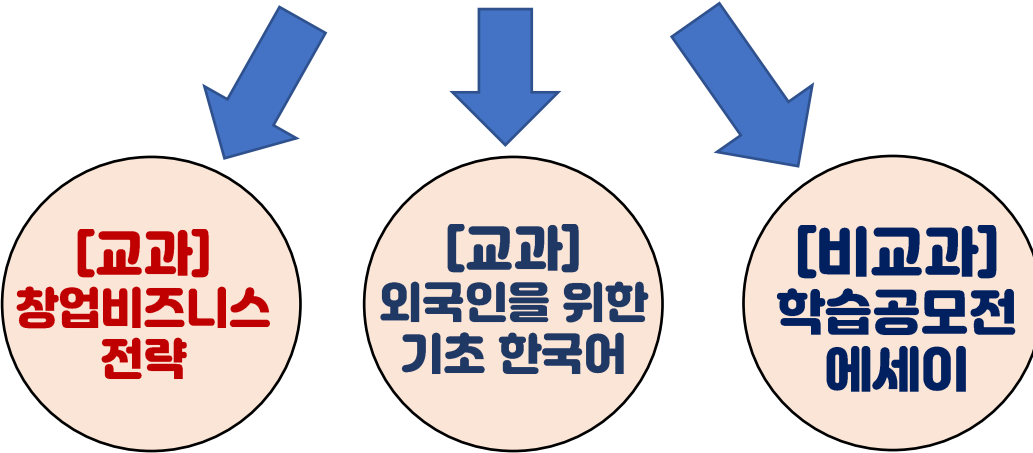 [교과]
창업비즈니스
전략
[교과]
외국인을 위한
기초 한국어
[비교과]
학습공모전
에세이